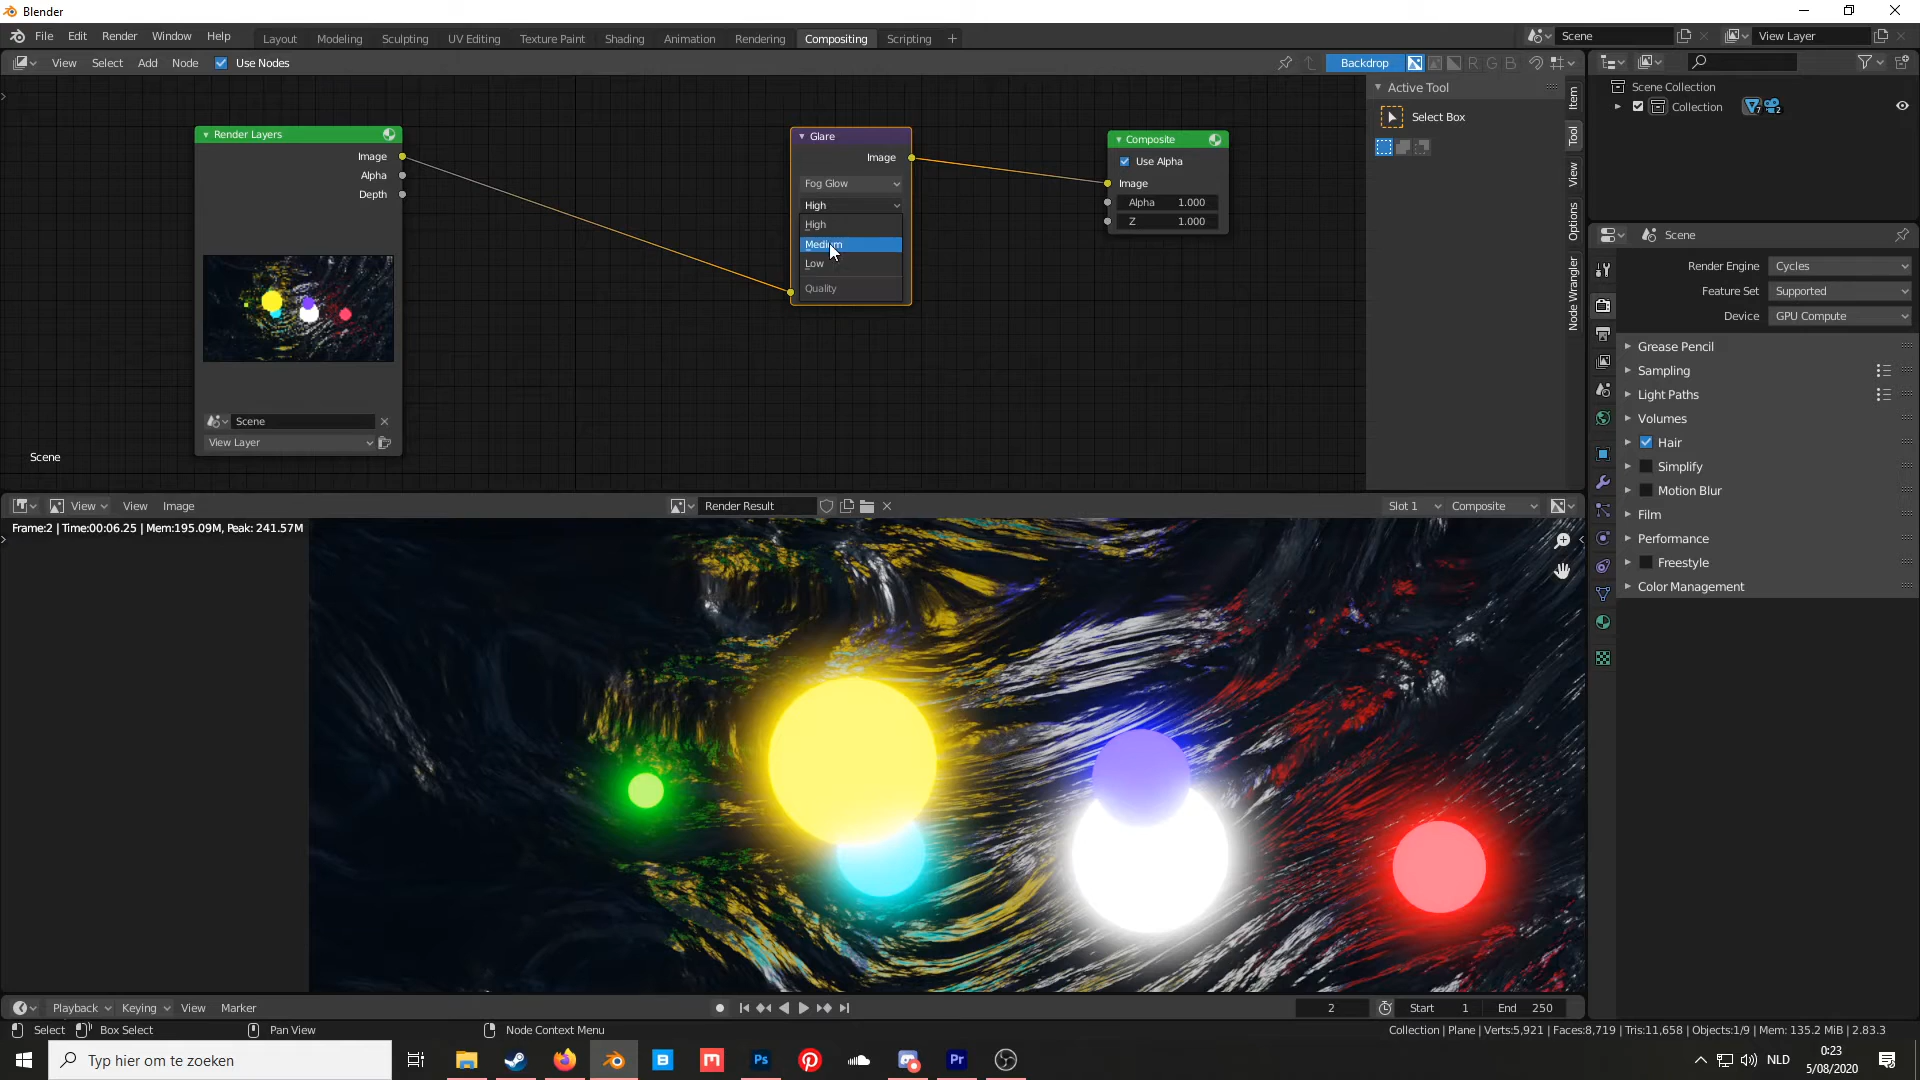 Blender
File Edit Render Window Help
Layout Modeling Sculpting UV Editing Texture Paint Shading Animation Rendering Compositing Scripting +
Scene View Layer
View Select Add Node Use Nodes
Backdrop R G B
Active Tool
Select Box
Item
Tool
View
Options
Node Wrangler
Scene Collection
Collection
Render Layers
Image
Alpha
Depth
Scene
View Layer
Glare
Image
Fog Glow
High
High
Medium
Low
Quality
Composite
Use Alpha
Image
Alpha 1.000
Z 1.000
Scene
Scene
Render Engine Cycles
Feature Set Supported
Device GPU Compute
Grease Pencil
Sampling
Light Paths
Volumes
Hair
Simplify
Motion Blur
Film
Performance
Freestyle
Color Management
View View Image
Render Result
Slot 1 Composite
Frame:2 | Time:00:06.25 | Mem:195.09M, Peak: 241.57M
Playback Keying View Marker
2 Start 1 End 250
Select Box Select Pan View Node Context Menu
Collection | Plane | Verts:5,921 | Faces:8,719 | Tris:11,658 | Objects:1/9 | Mem: 135.2 MiB | 2.83.3
Typ hier om te zoeken
B M Ps Pr
NLD
0:23
5/08/2020